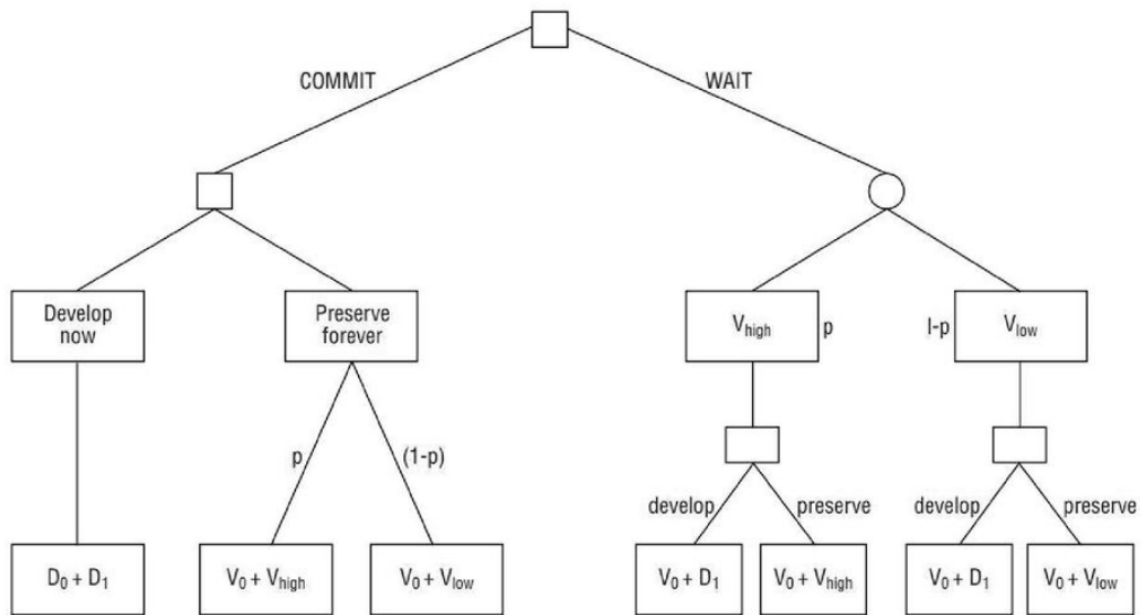 COMMIT
WAIT
Develop
now
Preserve
forever
V_high
p
I-p
V_low
p
(1-p)
develop
preserve
develop
preserve
D_0 + D_1
V_0 + V_high
V_0 + V_low
V_0 + D_1
V_0 + V_high
V_0 + D_1
V_0 + V_low